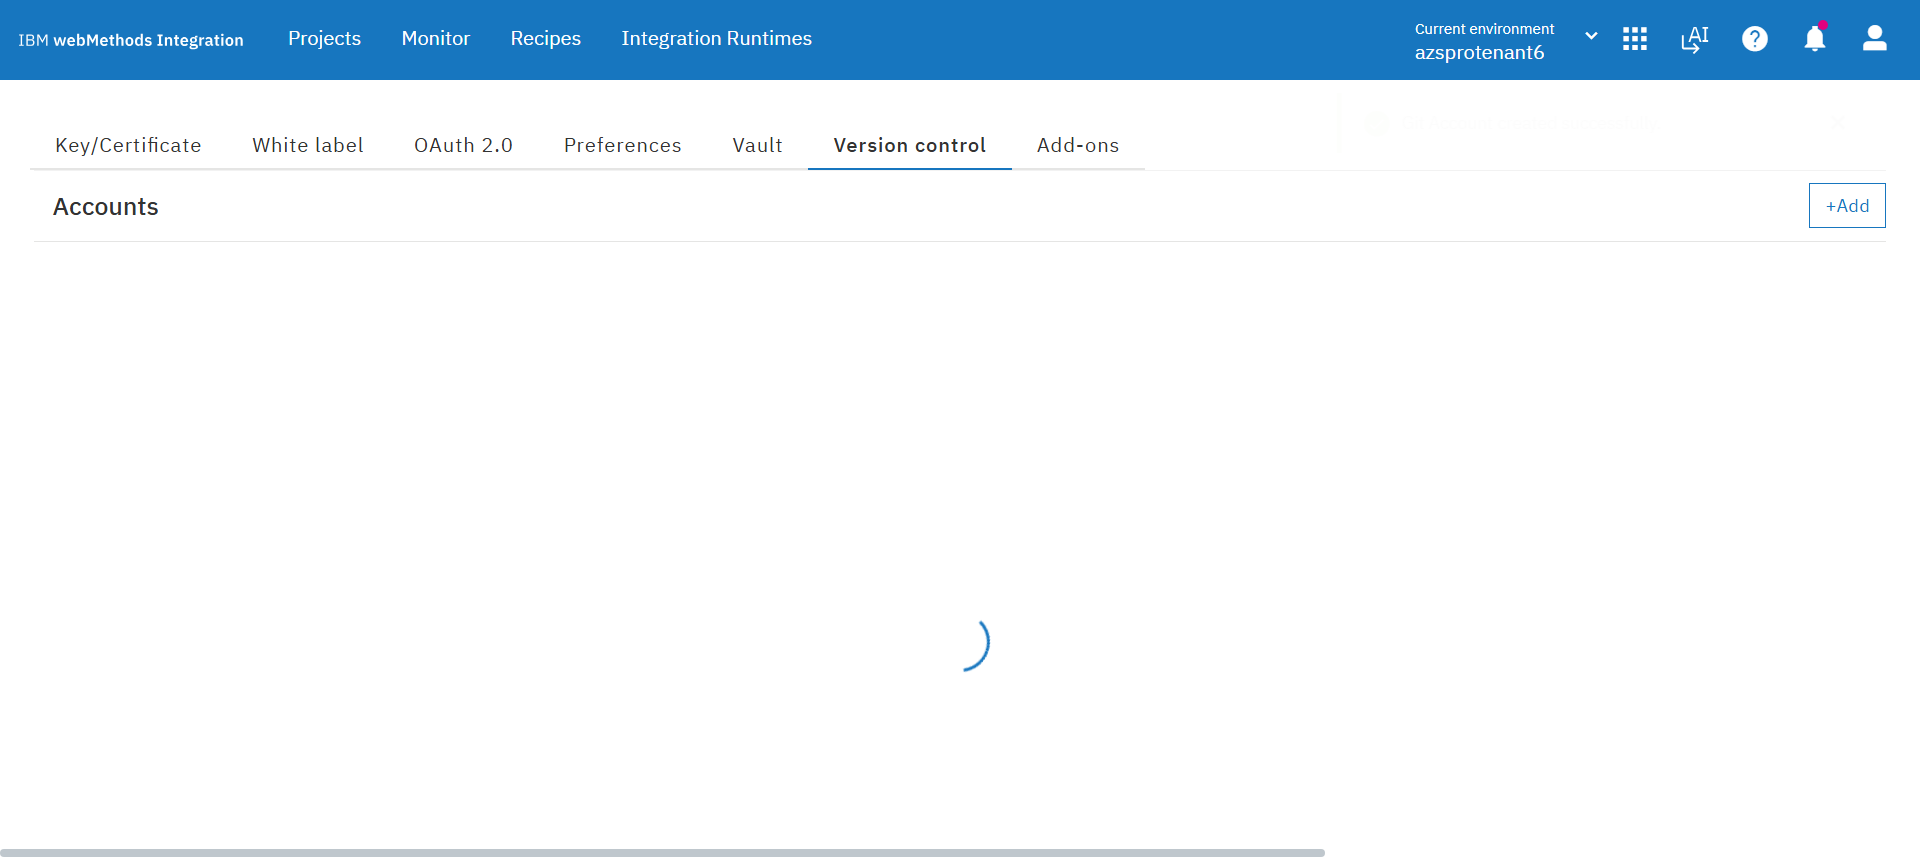 IBM webMethods Integration
Projects
Monitor
Recipes
Integration Runtimes
Current environment
azsprotenant6
AI
?
Key/Certificate
White label
OAuth 2.0
Preferences
Vault
Version control
Add-ons
Accounts
+Add